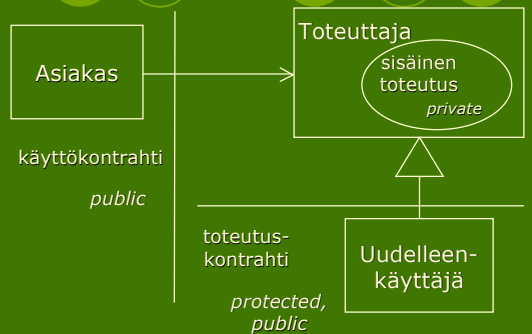 Toteuttaja
sisäinen
toteutus
private
Asiakas
käyttökontrahti
public
toteutus-
kontrahti
protected,
public
Uudelleen-
käyttäjä